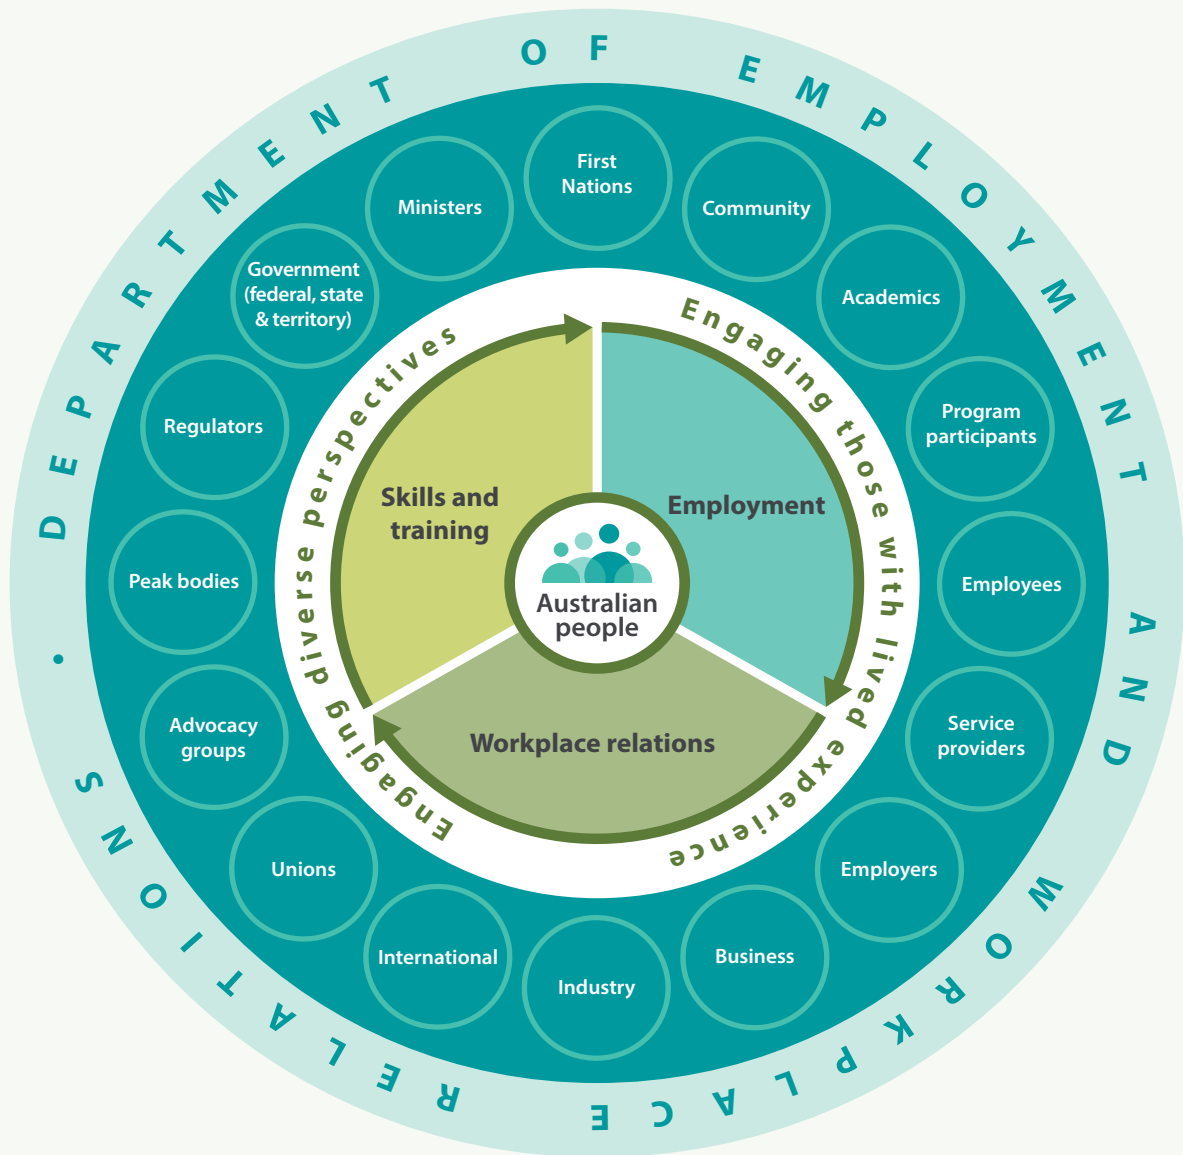 DEPARTMENT OF EMPLOYMENT AND WORKPLACE RELATIONS •
First
Nations
Community
Academics
Program
participants
Employees
Service
providers
Employers
Business
Industry
International
Unions
Advocacy
groups
Peak bodies
Regulators
Government
(federal, state
& territory)
Ministers
Engaging those with lived experience
Engaging diverse perspectives
Skills and
training
Employment
Workplace relations
Australian
people